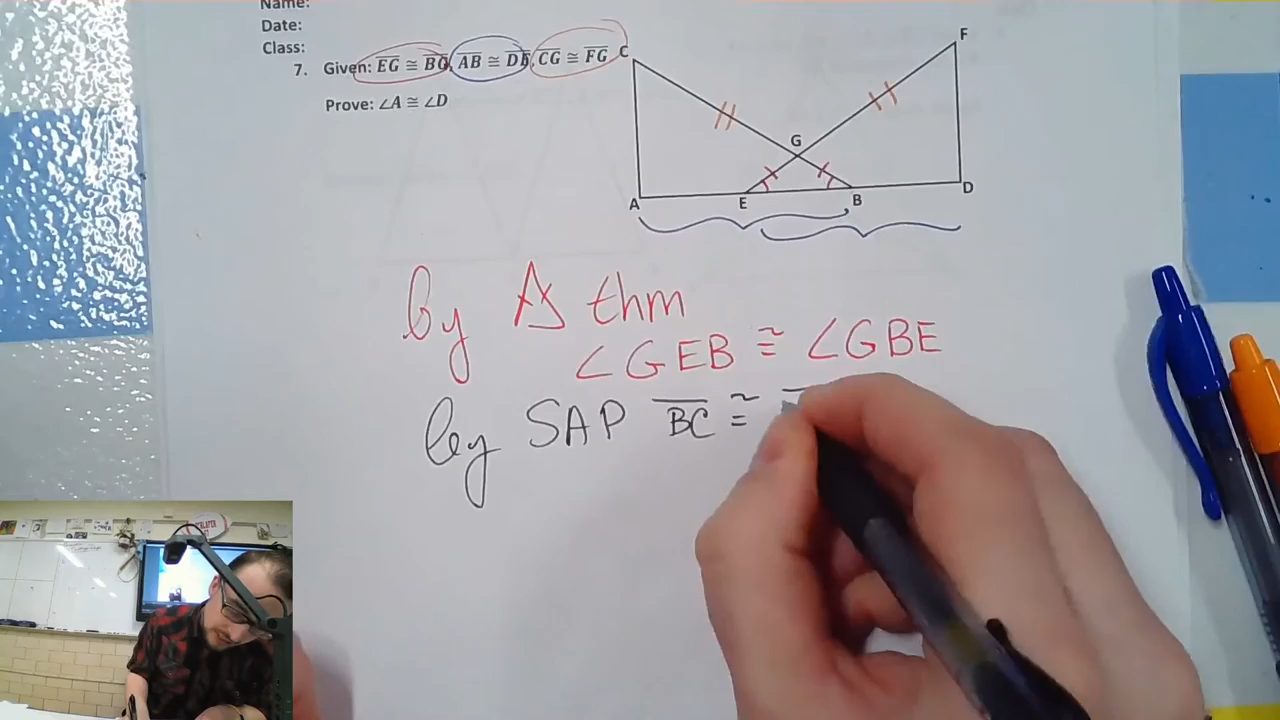 Name:
Date:
Class:
7. Given: EG ≅ BG, AB ≅ DE, CG ≅ FG
Prove: ∠A ≅ ∠D
C
F
G
A
E
B
D
by thm
∠GEB ≅ ∠GBE
by SAP BC ≅